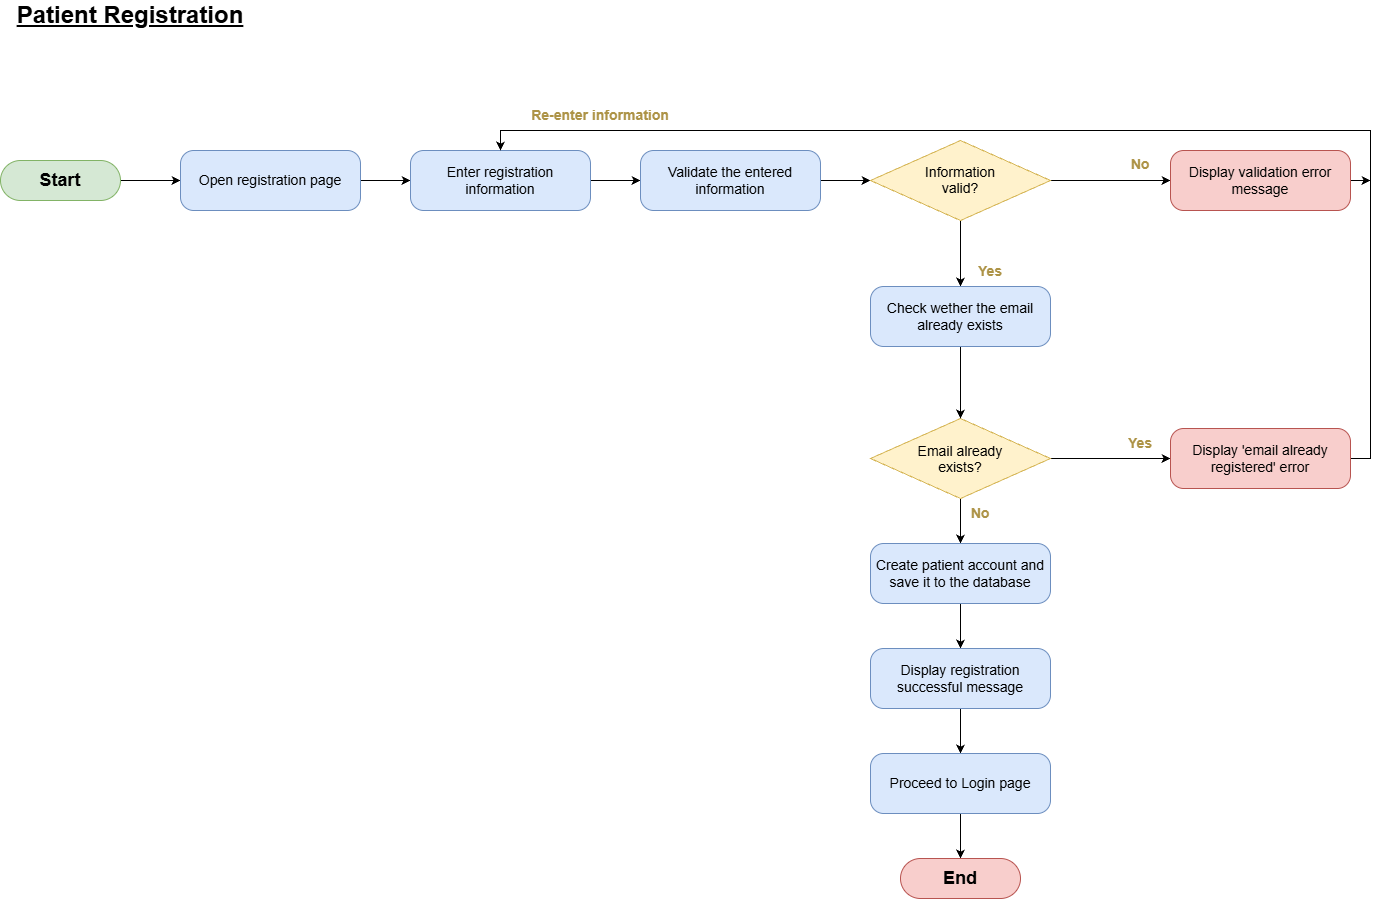 Patient Registration
Re-enter information
Start
Open registration page
Enter registration
information
Validate the entered
information
Information
valid?
No
Display validation error
message
Yes
Check wether the email
already exists
Email already
exists?
Yes
Display 'email already
registered' error
No
Create patient account and
save it to the database
Display registration
successful message
Proceed to Login page
End